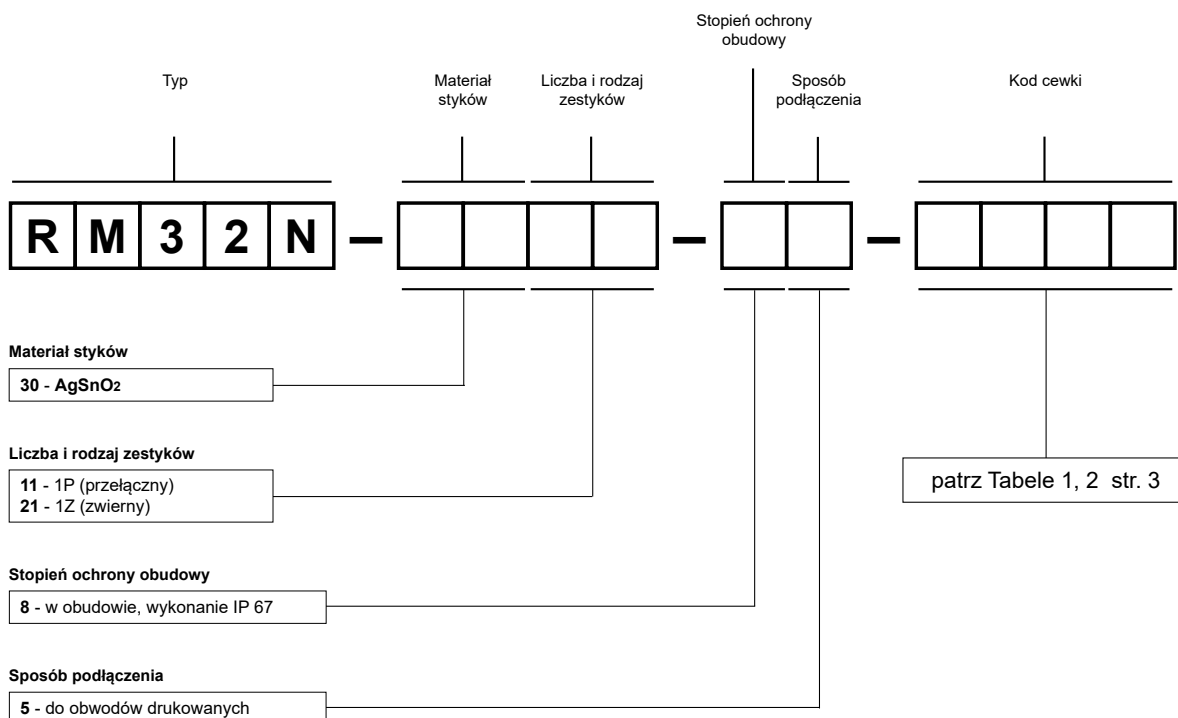 Stopień ochrony
obudowy
Typ
Materiał
styków
Liczba i rodzaj
zestyków
Sposób
podłączenia
Kod cewki
R M 3 2 N – – –
Materiał styków
30 - AgSnO2
Liczba i rodzaj zestyków
11 - 1P (przełączny)
21 - 1Z (zwierny)
patrz Tabele 1, 2 str. 3
Stopień ochrony obudowy
8 - w obudowie, wykonanie IP 67
Sposób podłączenia
5 - do obwodów drukowanych